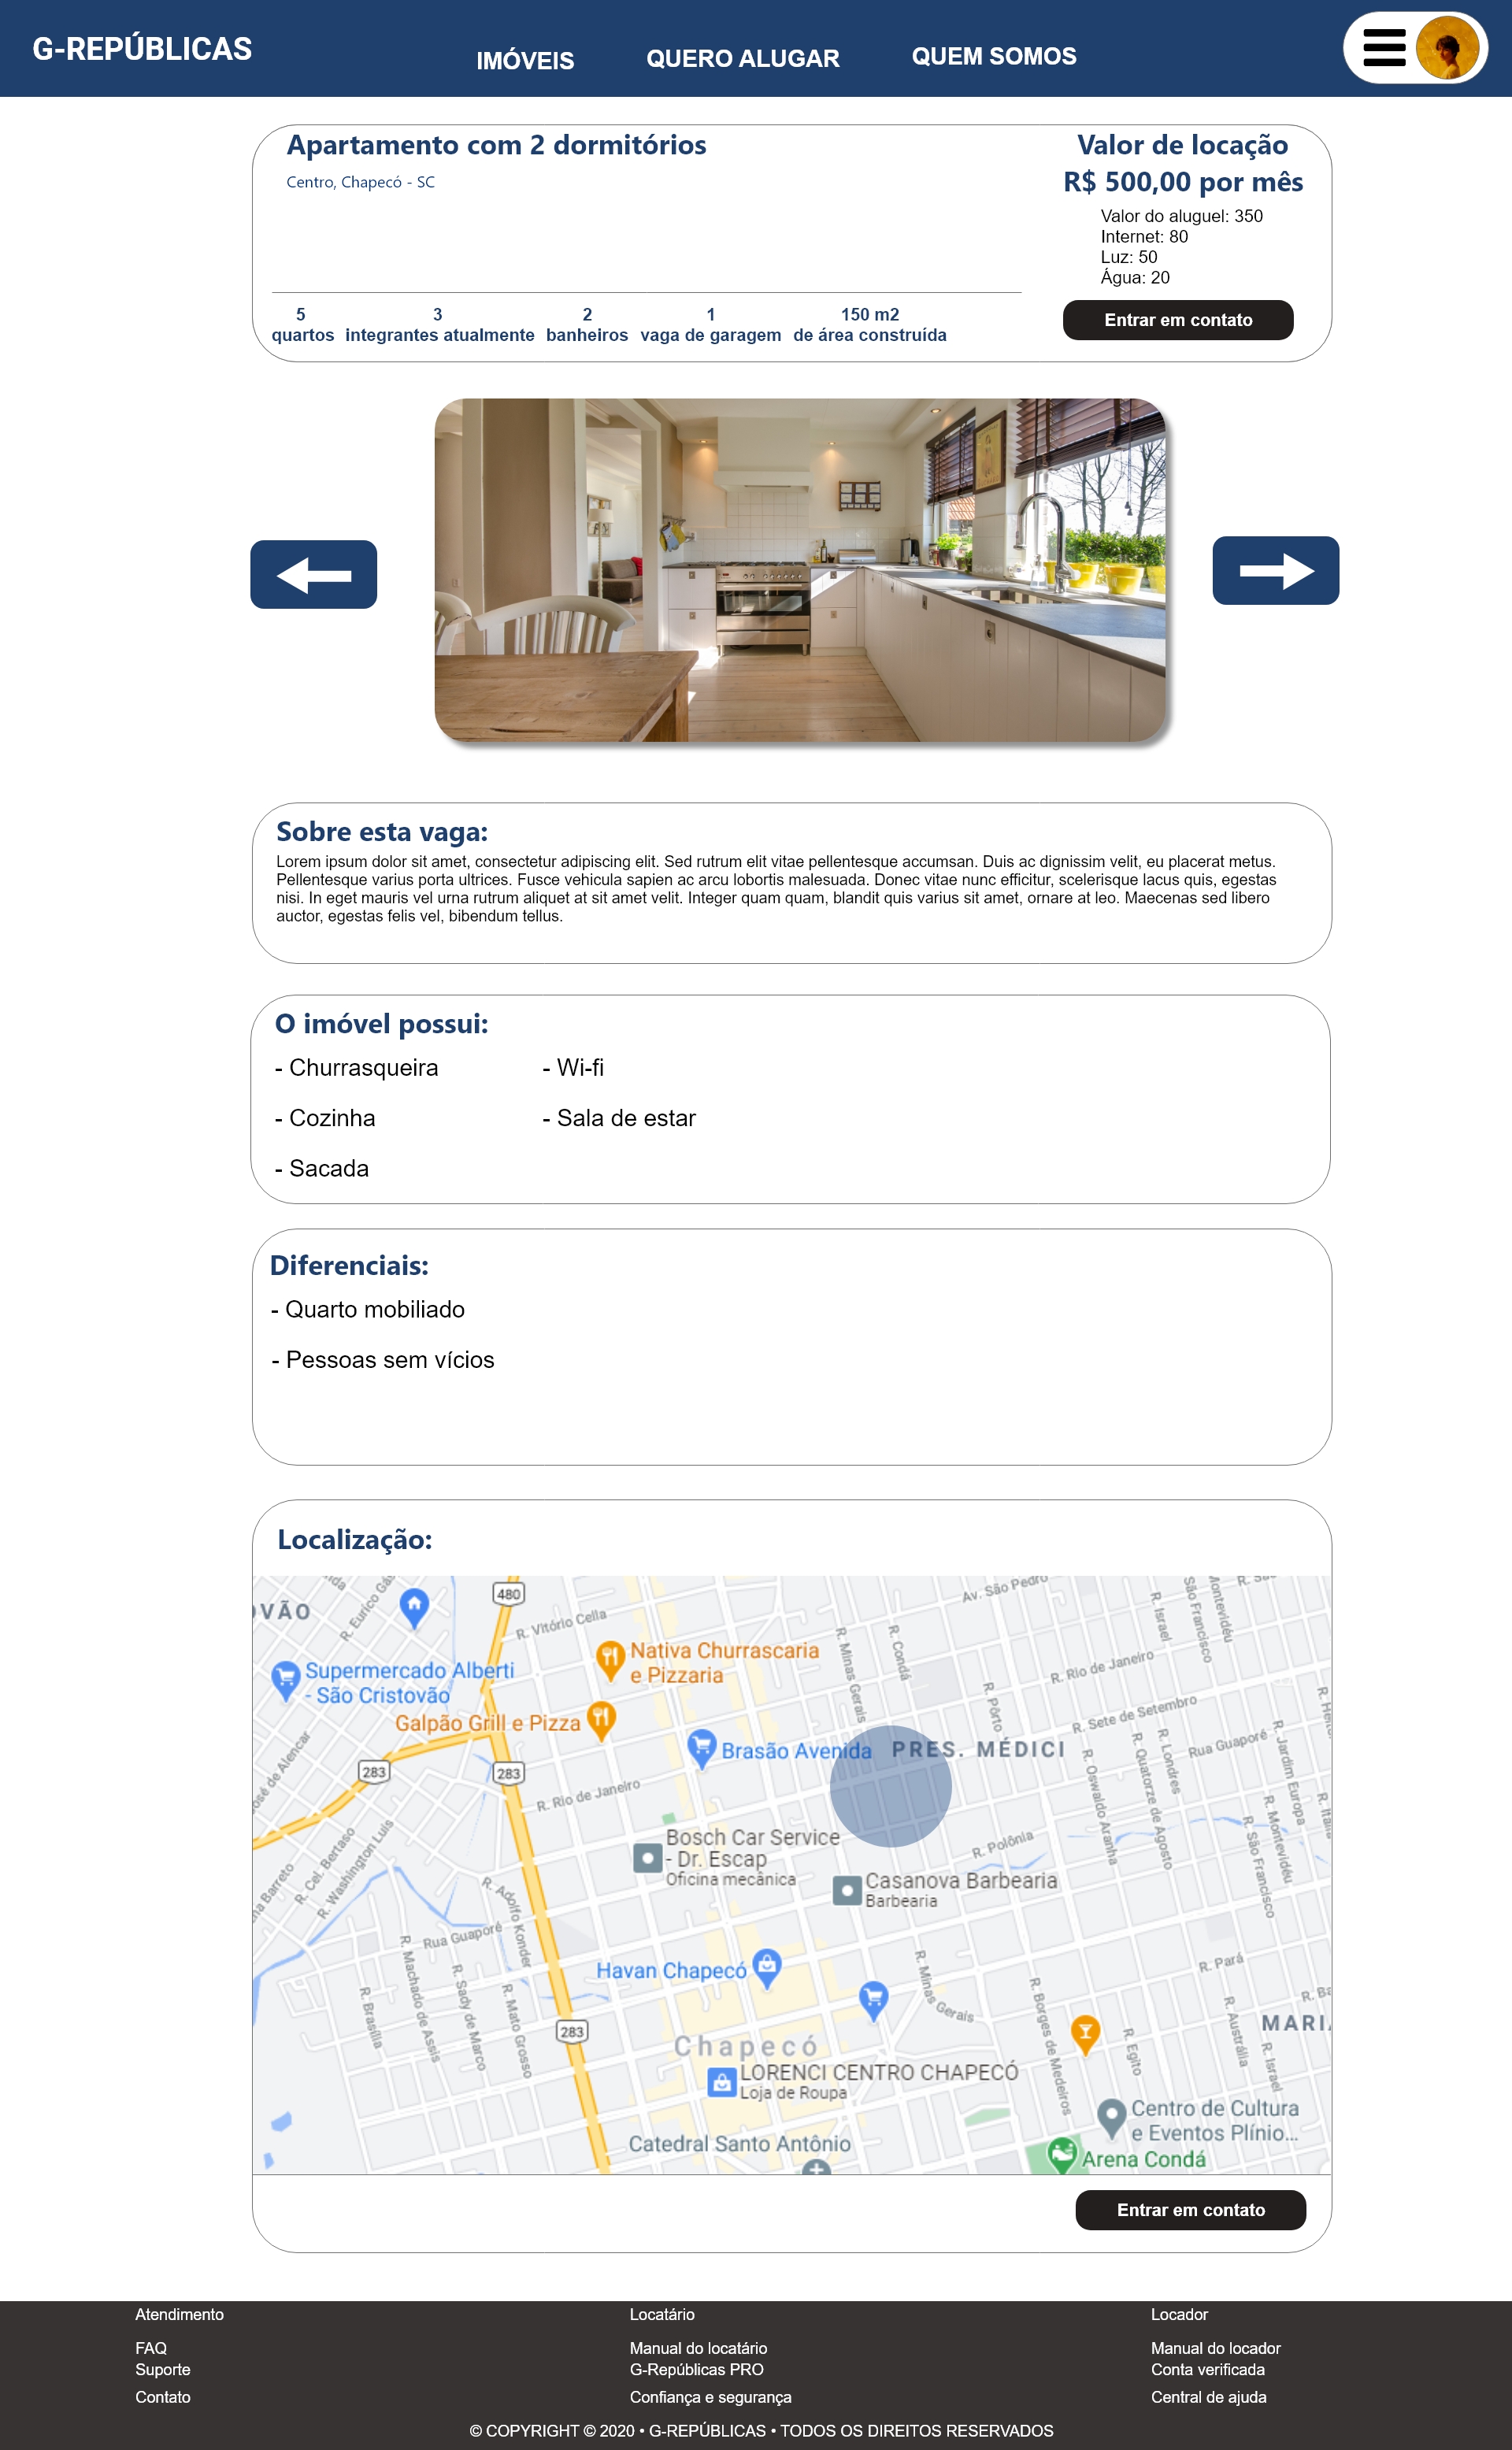 G-REPÚBLICAS
IMÓVEIS
QUERO ALUGAR
QUEM SOMOS
Apartamento com 2 dormitórios
Centro, Chapecó - SC
Valor de locação
R$ 500,00 por mês
Valor do aluguel: 350
Internet: 80
Luz: 50
Água: 20
5
quartos
3
integrantes atualmente
2
banheiros
1
vaga de garagem
150 m2
de área construída
Entrar em contato
Sobre esta vaga:
Lorem ipsum dolor sit amet, consectetur adipiscing elit. Sed rutrum elit vitae pellentesque accumsan. Duis ac dignissim velit, eu placerat metus.
Pellentesque varius porta ultrices. Fusce vehicula sapien ac arcu lobortis malesuada. Donec vitae nunc efficitur, scelerisque lacus quis, egestas
nisi. In eget mauris vel urna rutrum aliquet at sit amet velit. Integer quam quam, blandit quis varius sit amet, ornare at leo. Maecenas sed libero
auctor, egestas felis vel, bibendum tellus.
O imóvel possui:
- Churrasqueira
- Cozinha
- Sacada
- Wi-fi
- Sala de estar
Diferenciais:
- Quarto mobiliado
- Pessoas sem vícios
Localização:
480
R. Vitório Cella
Av. São Pedro
R. Israel
São Francisco
R. Minas Gerais
R. Condá
Nativa Churrascaria
e Pizzaria
Supermercado Alberti
- São Cristovão
R. Rio de Janeiro
R. Pôrto
Galpão Grill e Pizza
R. Sete de Setembro
Brasão Avenida
PRES. MÉDICI
Rua Guaporé
R. Londres
R. Jardim Europa
R. Quatorze de Agosto
R. Oswaldo Aranha
R. Montevidéu
R. São Francisco
283
283
José de Alencar
R. Rio de Janeiro
R. Cel. Bertaso
R. Washington Luís
Bosch Car Service
- Dr. Escap
Oficina mecânica
R. Polônia
Casanova Barbearia
Barbearia
R. Adolfo Konder
Rua Guaporé
R. Machado de Assis
R. Sady de Marco
R. Mato Grosso
R. Brasília
Havan Chapecó
R. Minas Gerais
R. Pará
R. Borges de Medeiros
R. Egito
R. Austrália
R. Israel
283
Chapecó
LORENCI CENTRO CHAPECÓ
Loja de Roupa
Centro de Cultura
e Eventos Plínio...
Catedral Santo Antônio
Arena Condá
Entrar em contato
Atendimento
FAQ
Suporte
Contato
Locatário
Manual do locatário
G-Repúblicas PRO
Confiança e segurança
Locador
Manual do locador
Conta verificada
Central de ajuda
© COPYRIGHT © 2020 • G-REPÚBLICAS • TODOS OS DIREITOS RESERVADOS